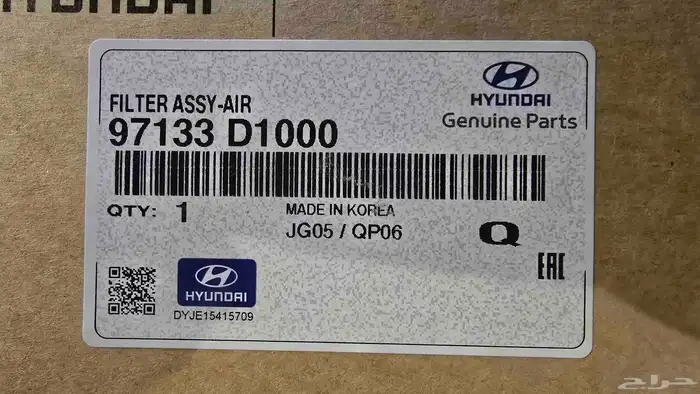 HYUNDAI
FILTER ASSY-AIR
97133 D1000
HYUNDAI
Genuine Parts
QTY: 1
MADE IN KOREA
JG05 / QP06
Q
EAC
HYUNDAI
DYJE15415709
حراج